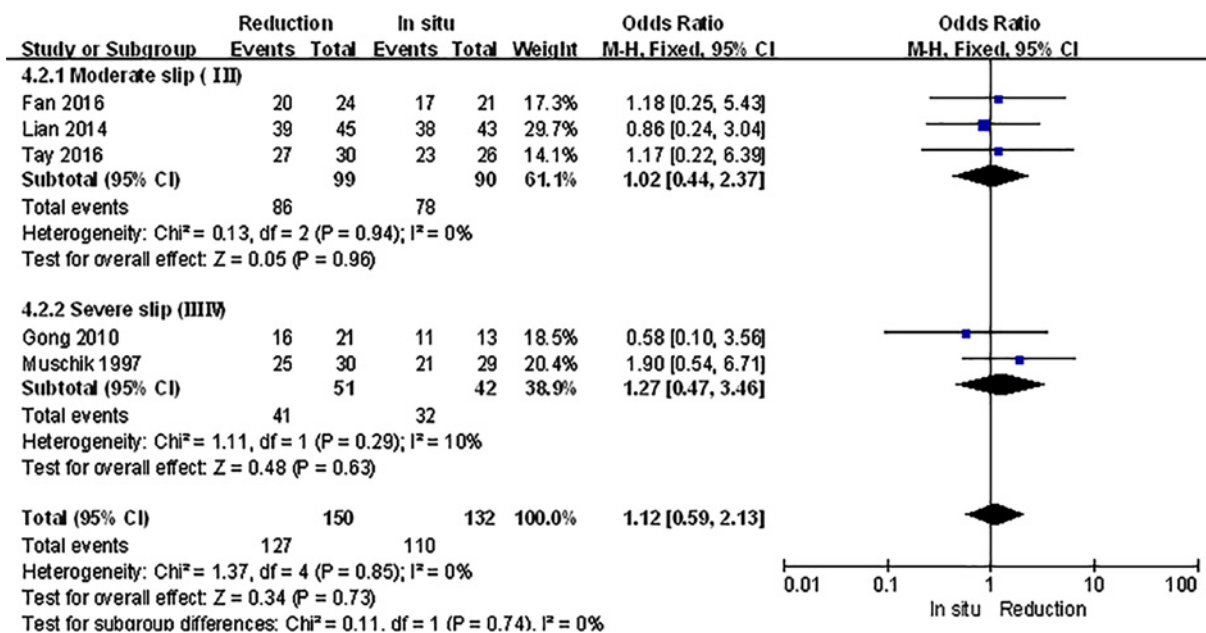 Reduction In situ Odds Ratio Odds Ratio
Study or Subgroup Events Total Events Total Weight M-H, Fixed, 95% CI M-H, Fixed, 95% CI
4.2.1 Moderate slip ( I II)
Fan 2016 20 24 17 21 17.3% 1.18 [0.25, 5.43]
Lian 2014 39 45 38 43 29.7% 0.86 [0.24, 3.04]
Tay 2016 27 30 23 26 14.1% 1.17 [0.22, 6.39]
Subtotal (95% CI) 99 90 61.1% 1.02 [0.44, 2.37]
Total events 86 78
Heterogeneity: Chi² = 0.13, df = 2 (P = 0.94); I² = 0%
Test for overall effect: Z = 0.05 (P = 0.96)
4.2.2 Severe slip (III IV)
Gong 2010 16 21 11 13 18.5% 0.58 [0.10, 3.56]
Muschik 1997 25 30 21 29 20.4% 1.90 [0.54, 6.71]
Subtotal (95% CI) 51 42 38.9% 1.27 [0.47, 3.46]
Total events 41 32
Heterogeneity: Chi² = 1.11, df = 1 (P = 0.29); I² = 10%
Test for overall effect: Z = 0.48 (P = 0.63)
Total (95% CI) 150 132 100.0% 1.12 [0.59, 2.13]
Total events 127 110
Heterogeneity: Chi² = 1.37, df = 4 (P = 0.85); I² = 0%
Test for overall effect: Z = 0.34 (P = 0.73)
Test for subgroup differences: Chi² = 0.11, df = 1 (P = 0.74), I² = 0%
0.01 0.1 1 10 100
In situ Reduction